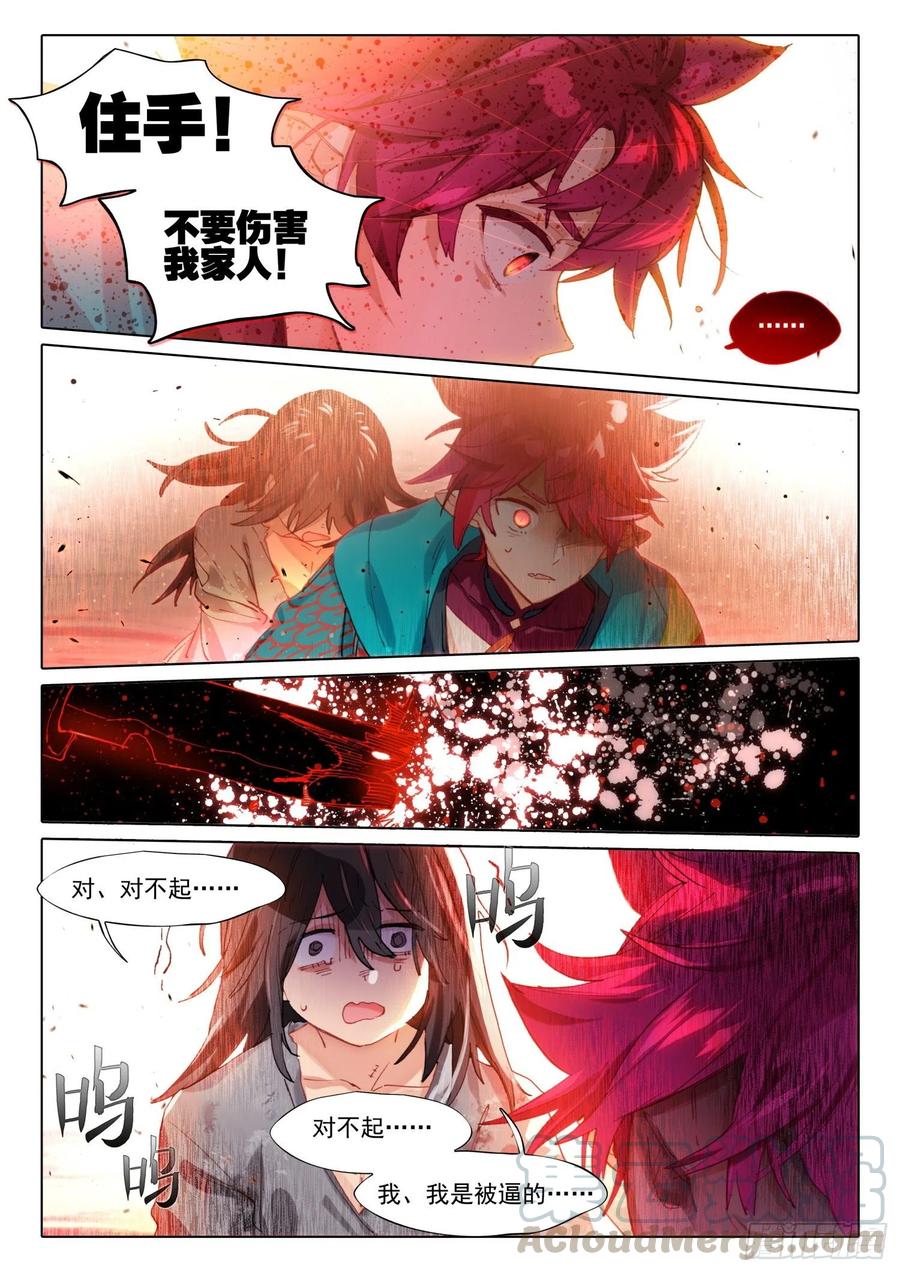 住手！
不要伤害
我家人！
……
对、对不起……
呜
呜
呜
对不起……
我、我是被逼的……
AcloudMerge.com